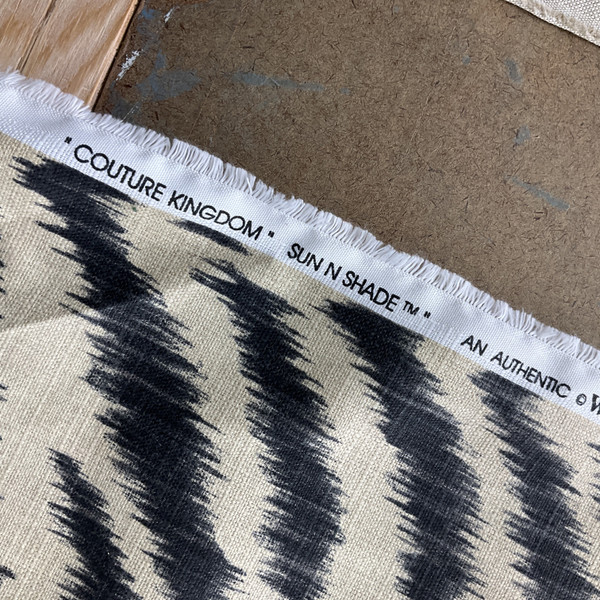 " COUTURE KINGDOM " SUN N SHADE ™ " AN AUTHENTIC ©